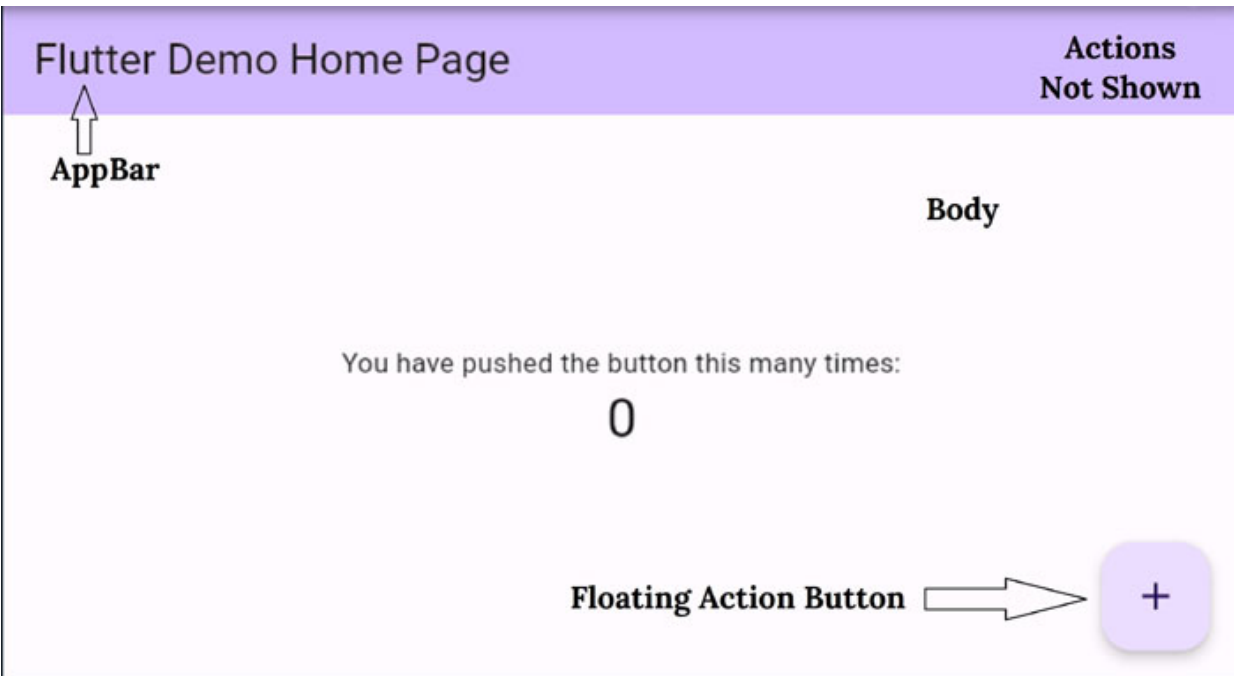 Flutter Demo Home Page
Actions
Not Shown
AppBar
Body
You have pushed the button this many times:
0
Floating Action Button
+